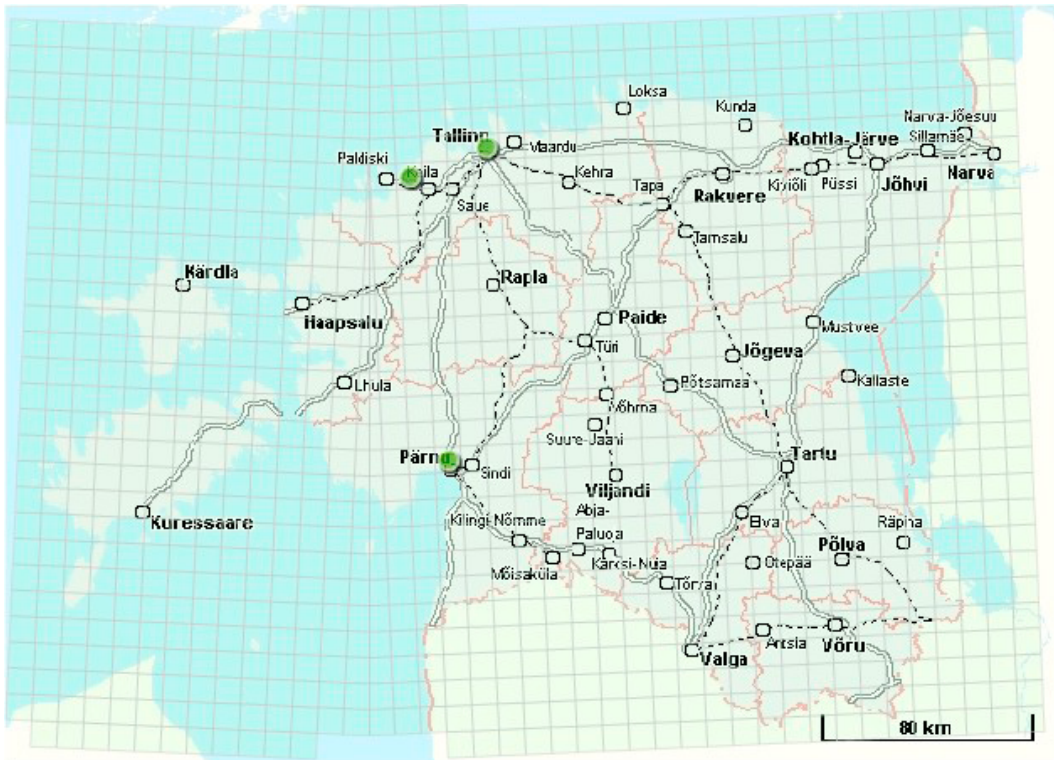 Loksa
Kunda
Narva-Jõesuu
Tallinn
Maardu
Kohtla-Järve
Sillamäe
Paldiski
Keila
Kehra
Tapa
Rakvere
Kiviõli
Püssi
Jõhvi
Narva
Saue
Tamsalu
Kärdla
Rapla
Haapsalu
Paide
Mustvee
Türi
Jõgeva
Lihula
Põltsamaa
Kallaste
Võhma
Suure-Jaani
Pärnu
Sindi
Tartu
Viljandi
Kuressaare
Abja-
Paluoja
Kilingi-Nõmme
Elva
Räpina
Põlva
Mõisaküla
Karksi-Nuia
Otepää
Tõrva
Antsla
Võru
Valga
80 km